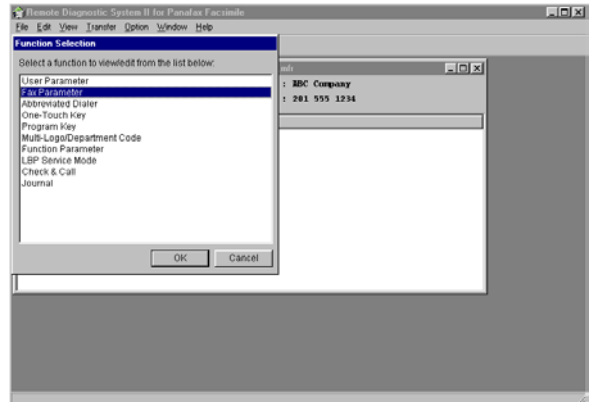 Remote Diagnostic System II for Panafax Facsimile
File Edit View Transfer Option Window Help
Function Selection
Select a function to view/edit from the list below:
User Parameter
Fax Parameter
Abbreviated Dialer
One-Touch Key
Program Key
Multi-Logo/Department Code
Function Parameter
LBP Service Mode
Check & Call
Journal
OK Cancel
: ABC Company
: 201 555 1234